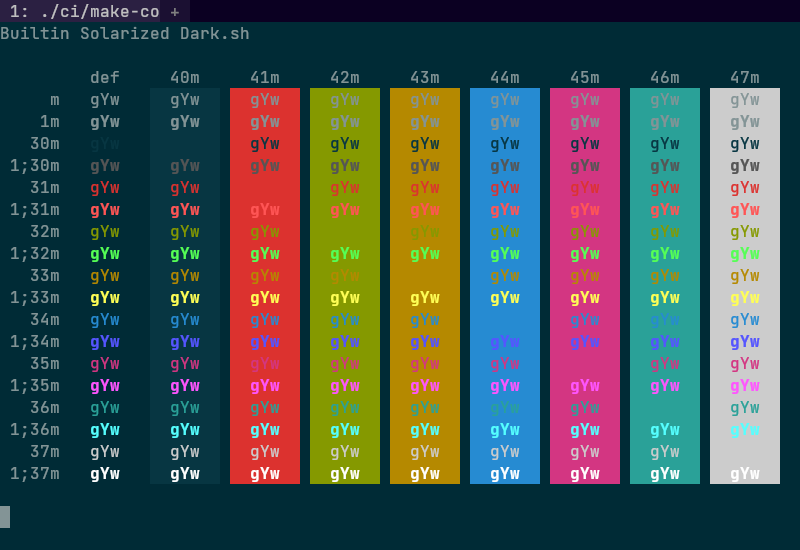 1: ./ci/make-co +
Builtin Solarized Dark.sh
def 40m 41m 42m 43m 44m 45m 46m 47m
m gYw gYw gYw gYw gYw gYw gYw gYw gYw
1m gYw gYw gYw gYw gYw gYw gYw gYw gYw
30m gYw gYw gYw gYw gYw gYw gYw gYw
1;30m gYw gYw gYw gYw gYw gYw gYw gYw gYw
31m gYw gYw gYw gYw gYw gYw gYw gYw
1;31m gYw gYw gYw gYw gYw gYw gYw gYw gYw
32m gYw gYw gYw gYw gYw gYw gYw gYw
1;32m gYw gYw gYw gYw gYw gYw gYw gYw gYw
33m gYw gYw gYw gYw gYw gYw gYw gYw
1;33m gYw gYw gYw gYw gYw gYw gYw gYw gYw
34m gYw gYw gYw gYw gYw gYw gYw gYw
1;34m gYw gYw gYw gYw gYw gYw gYw gYw gYw
35m gYw gYw gYw gYw gYw gYw gYw gYw
1;35m gYw gYw gYw gYw gYw gYw gYw gYw gYw
36m gYw gYw gYw gYw gYw gYw gYw gYw
1;36m gYw gYw gYw gYw gYw gYw gYw gYw gYw
37m gYw gYw gYw gYw gYw gYw gYw gYw
1;37m gYw gYw gYw gYw gYw gYw gYw gYw gYw